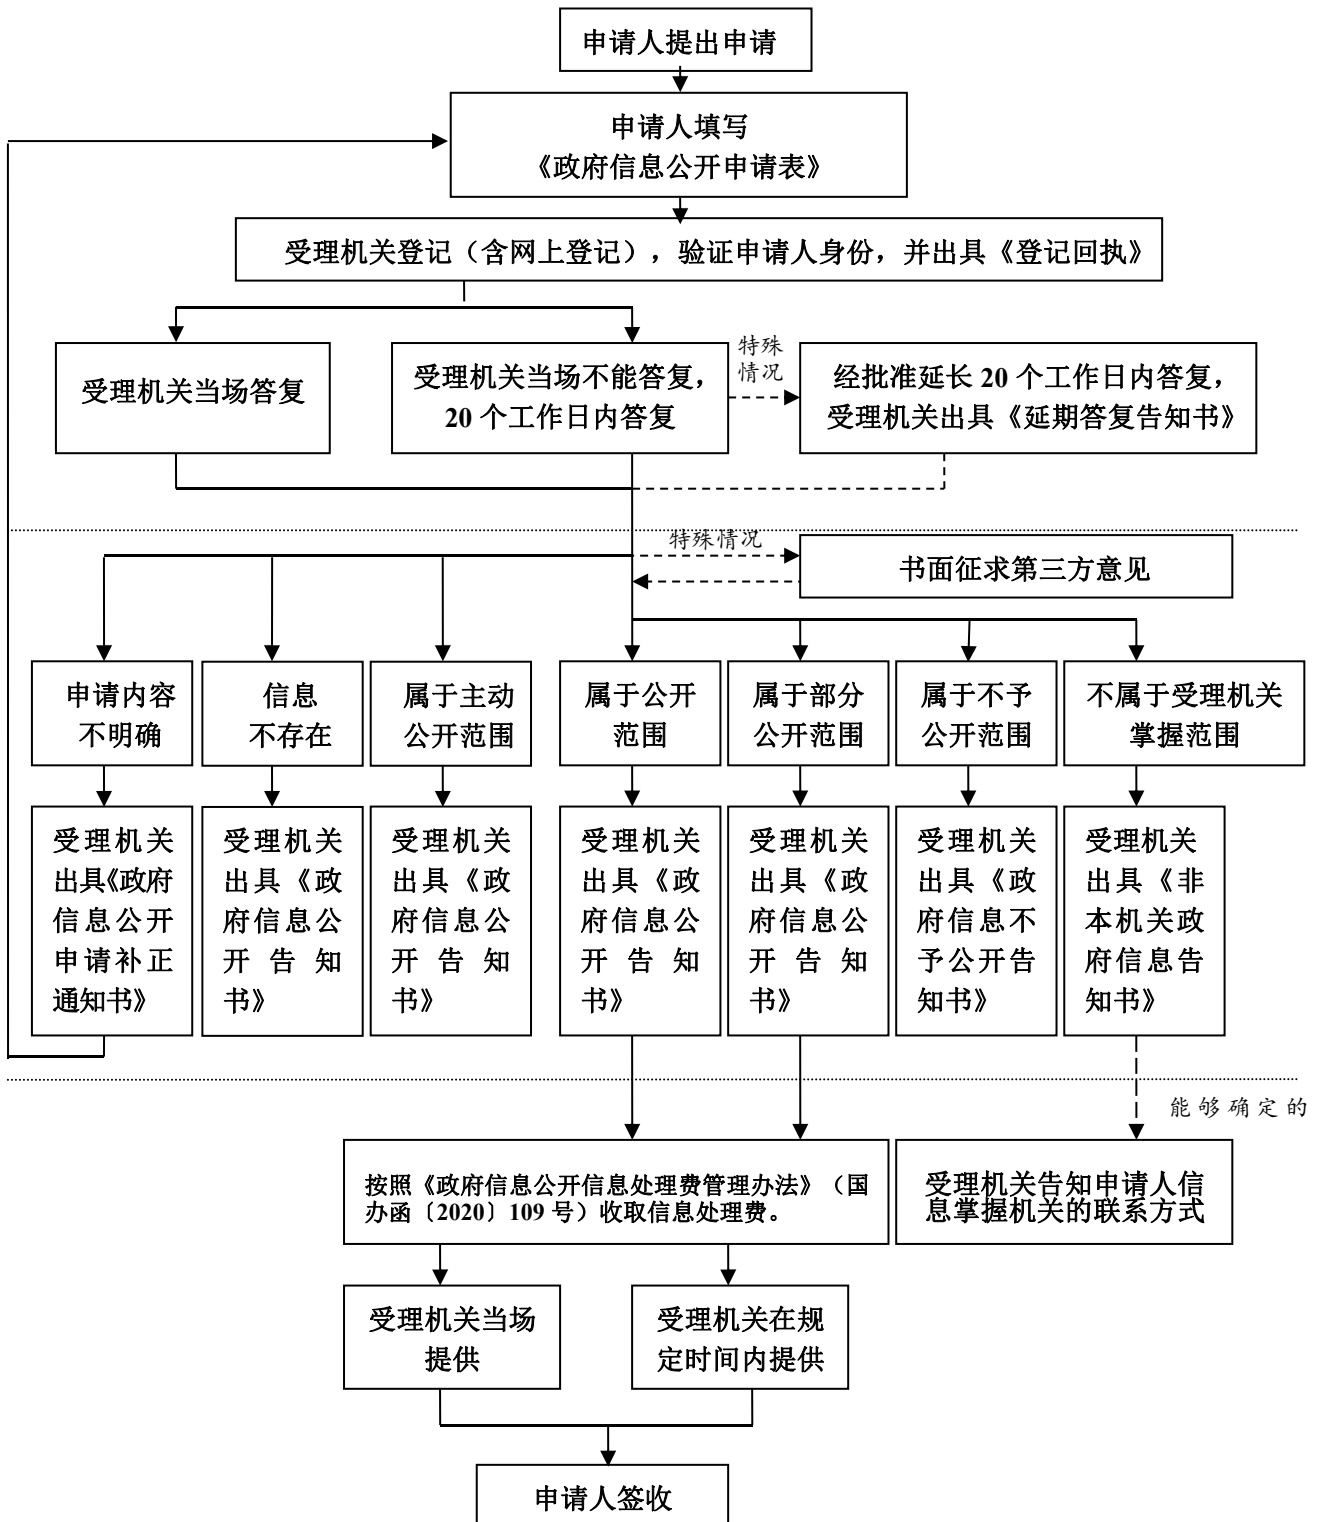 申请人提出申请
申请人填写
《政府信息公开申请表》
受理机关登记（含网上登记），验证申请人身份，并出具《登记回执》
受理机关当场答复
受理机关当场不能答复，
20 个工作日内答复
特殊
情况
经批准延长 20 个工作日内答复，
受理机关出具《延期答复告知书》
特殊情况
书面征求第三方意见
申请内容
不明确
信息
不存在
属于主动
公开范围
属于公开
范围
属于部分
公开范围
属于不予
公开范围
不属于受理机关
掌握范围
受理机关
出具《政府
信息公开
申请补正
通知书》
受理机关
出具《政
府信息公
开告知
书》
受理机关
出具《政
府信息公
开告知
书》
受理机关
出具《政
府信息公
开告知
书》
受理机关
出具《政
府信息公
开告知
书》
受理机关
出具《政
府信息不
予公开告
知书》
受理机关
出具《非
本机关政
府信息告
知书》
能够确定的
按照《政府信息公开信息处理费管理办法》（国
办函〔2020〕109 号）收取信息处理费。
受理机关告知申请人信
息掌握机关的联系方式
受理机关当场
提供
受理机关在规
定时间内提供
申请人签收